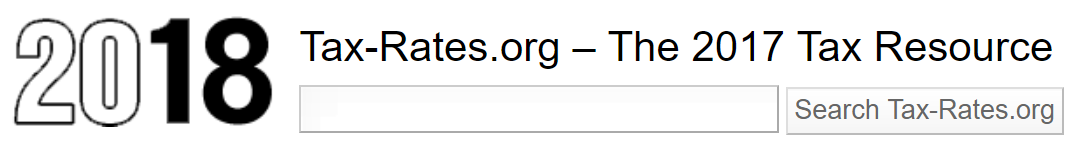 2018
Tax-Rates.org – The 2017 Tax Resource
Search Tax-Rates.org